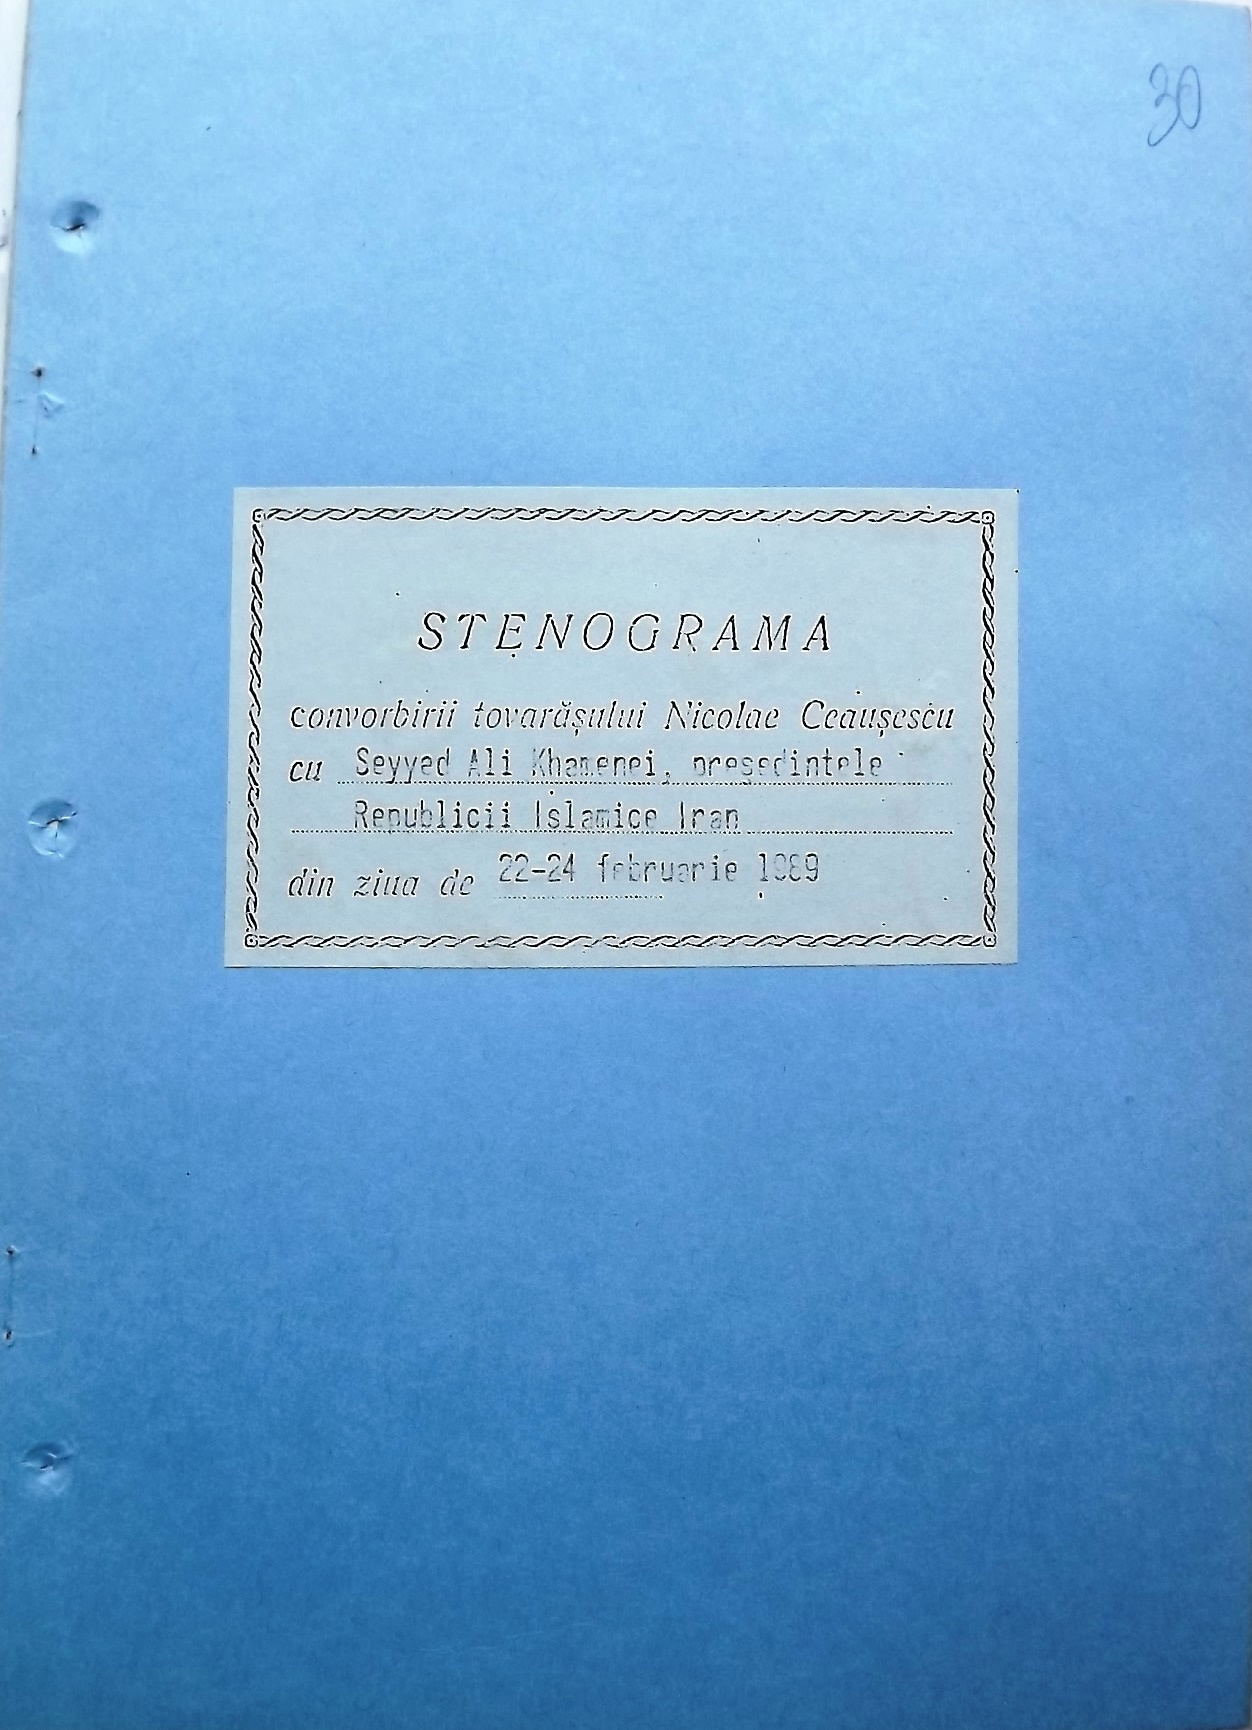 30
STENOGRAMA
convorbirii tovarășului Nicolae Ceaușescu
cu Seyyed Ali Khamenei, președintele
Republicii Islamice Iran
din ziua de 22-24 februarie 1989